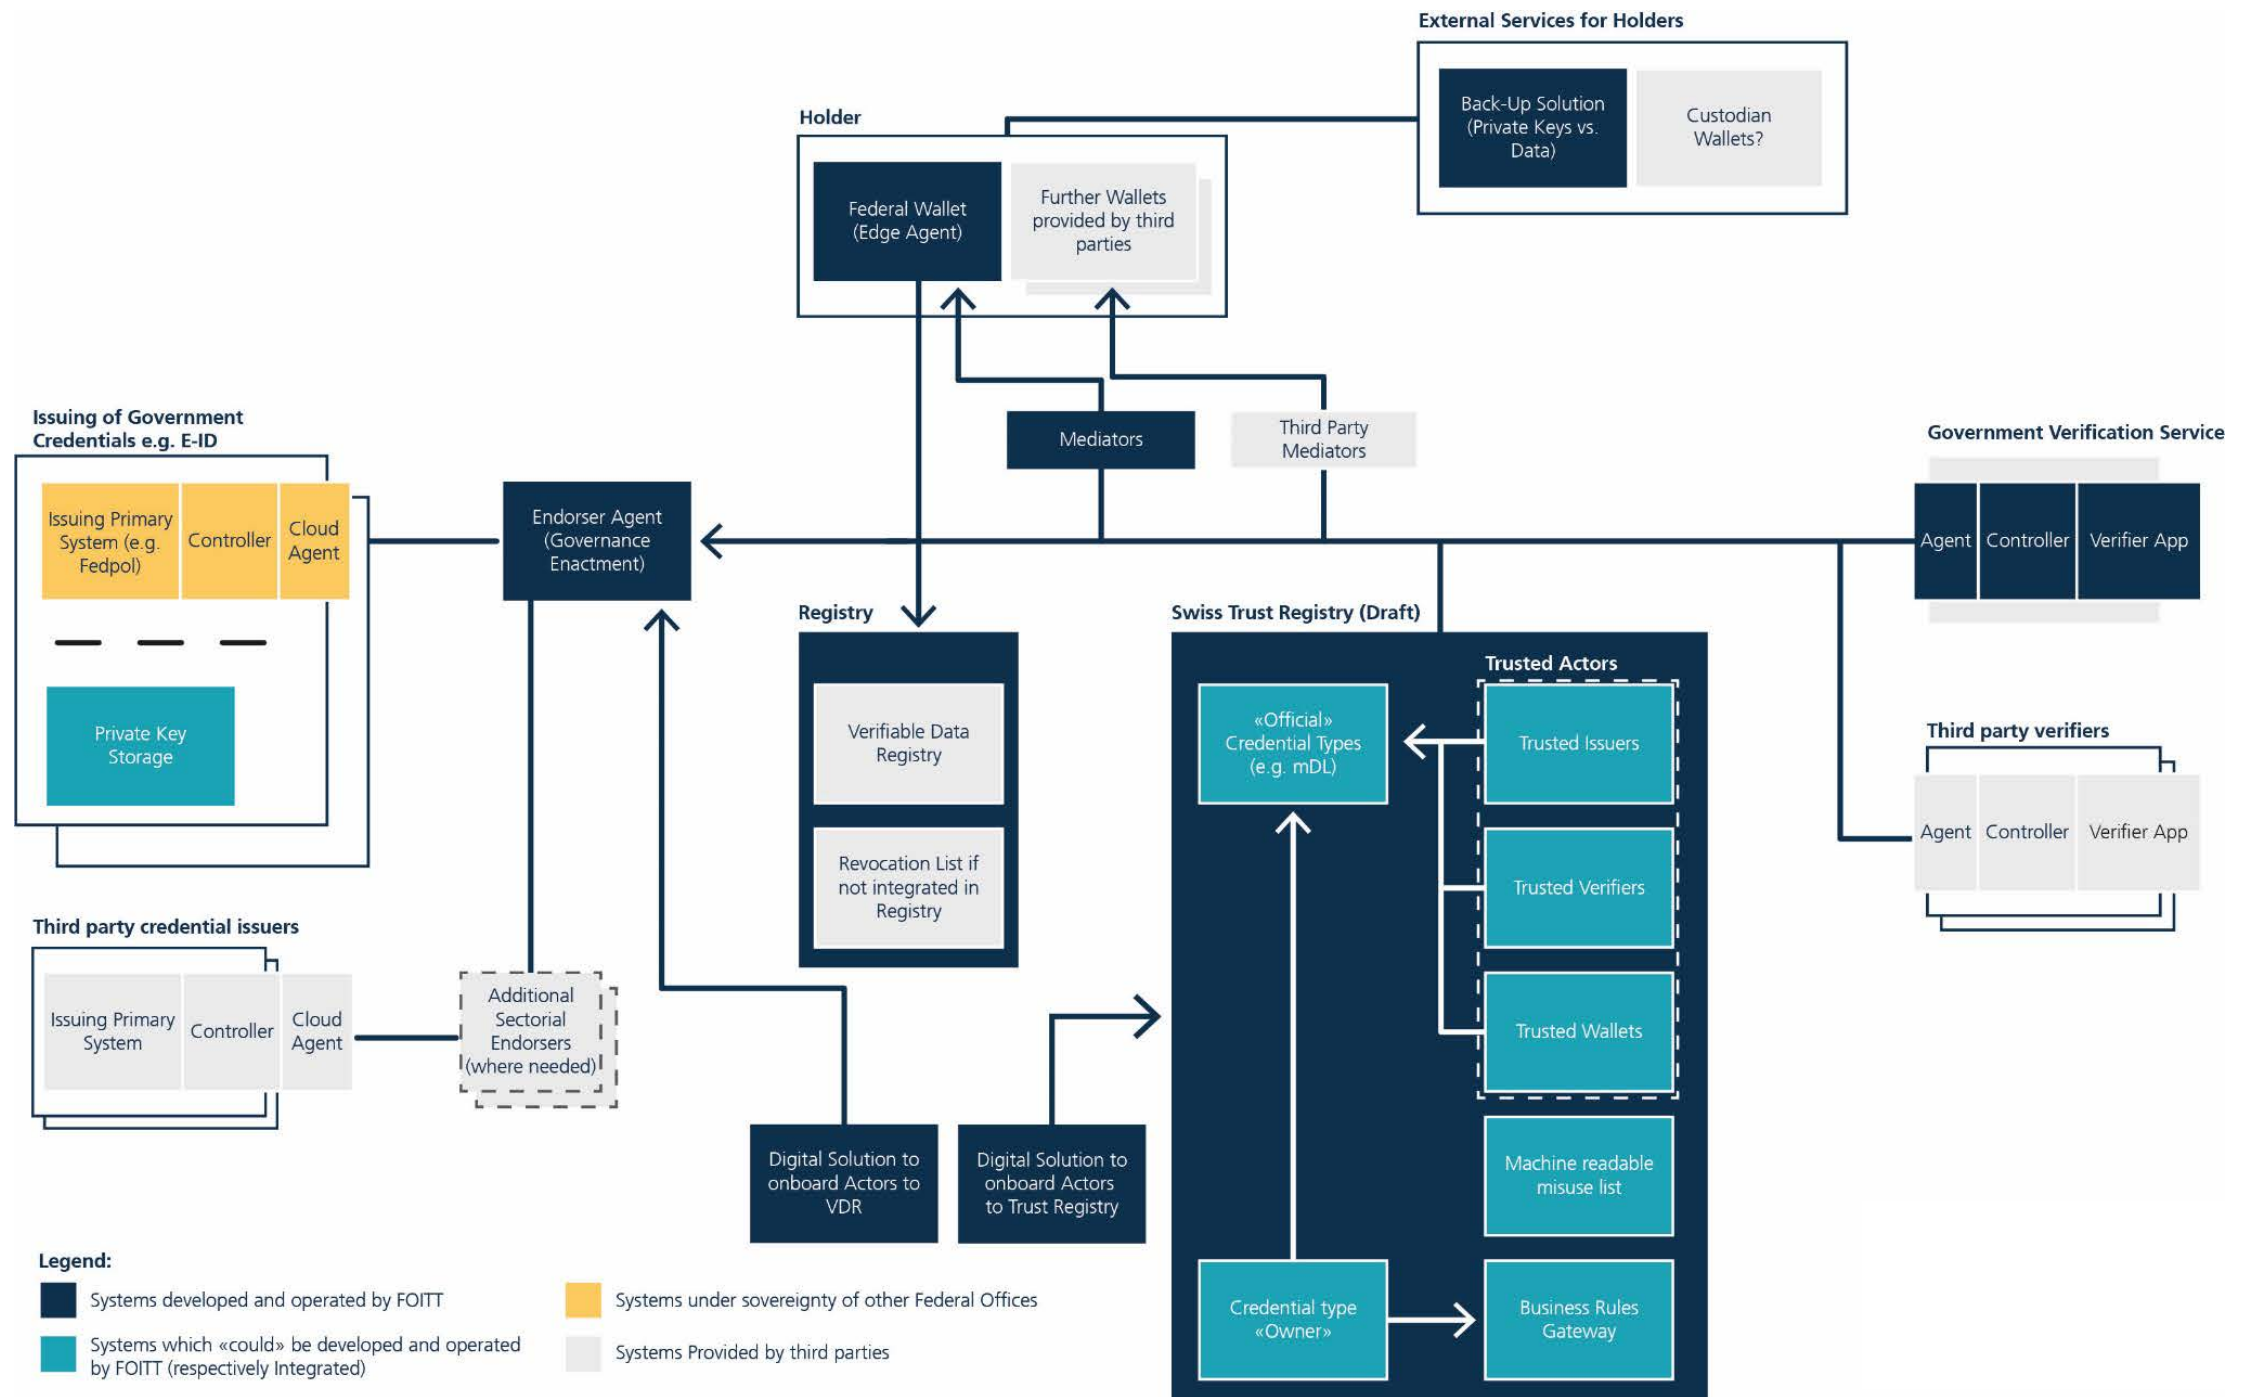 External Services for Holders
Back-Up Solution
(Private Keys vs.
Data)
Custodian
Wallets?
Holder
Federal Wallet
(Edge Agent)
Further Wallets
provided by third
parties
Mediators
Third Party
Mediators
Issuing of Government
Credentials e.g. E-ID
Issuing Primary
System (e.g.
Fedpol)
Controller
Cloud
Agent
Private Key
Storage
Endorser Agent
(Governance
Enactment)
Government Verification Service
Agent
Controller
Verifier App
Registry
Verifiable Data
Registry
Revocation List if
not integrated in
Registry
Swiss Trust Registry (Draft)
Trusted Actors
«Official»
Credential Types
(e.g. mDL)
Trusted Issuers
Trusted Verifiers
Trusted Wallets
Machine readable
misuse list
Credential type
«Owner»
Business Rules
Gateway
Third party verifiers
Agent
Controller
Verifier App
Third party credential issuers
Issuing Primary
System
Controller
Cloud
Agent
Additional
Sectorial
Endorsers
(where needed)
Digital Solution to
onboard Actors to
VDR
Digital Solution to
onboard Actors
to Trust Registry
Legend:
Systems developed and operated by FOITT
Systems which «could» be developed and operated
by FOITT (respectively Integrated)
Systems under sovereignty of other Federal Offices
Systems Provided by third parties